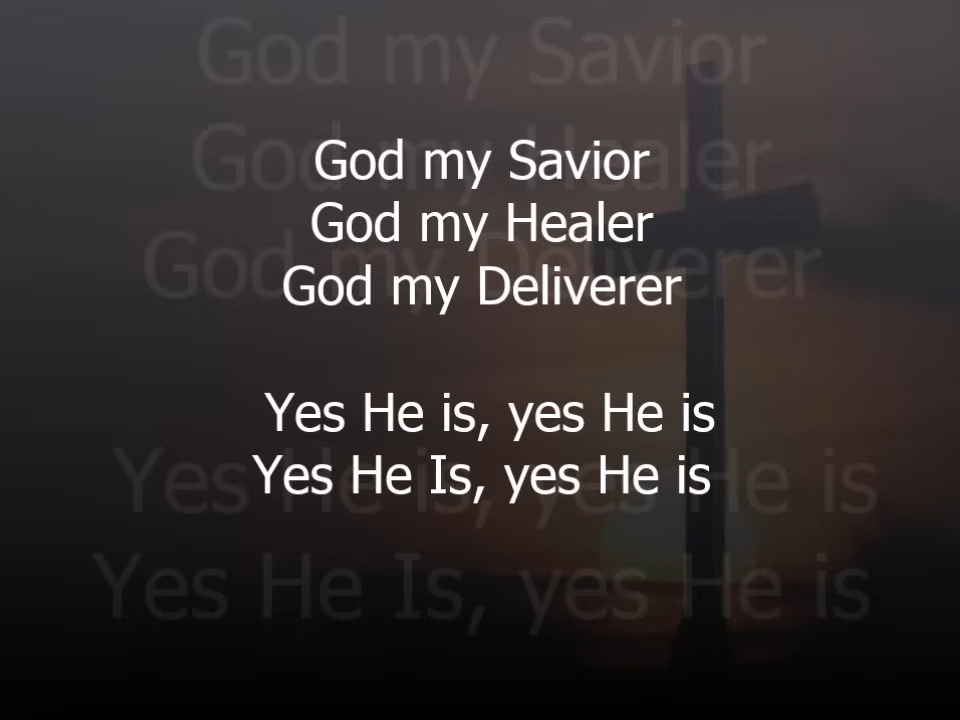 God my Savior
God my Healer
God my Deliverer
Yes He is, yes He is
Yes He Is, yes He is